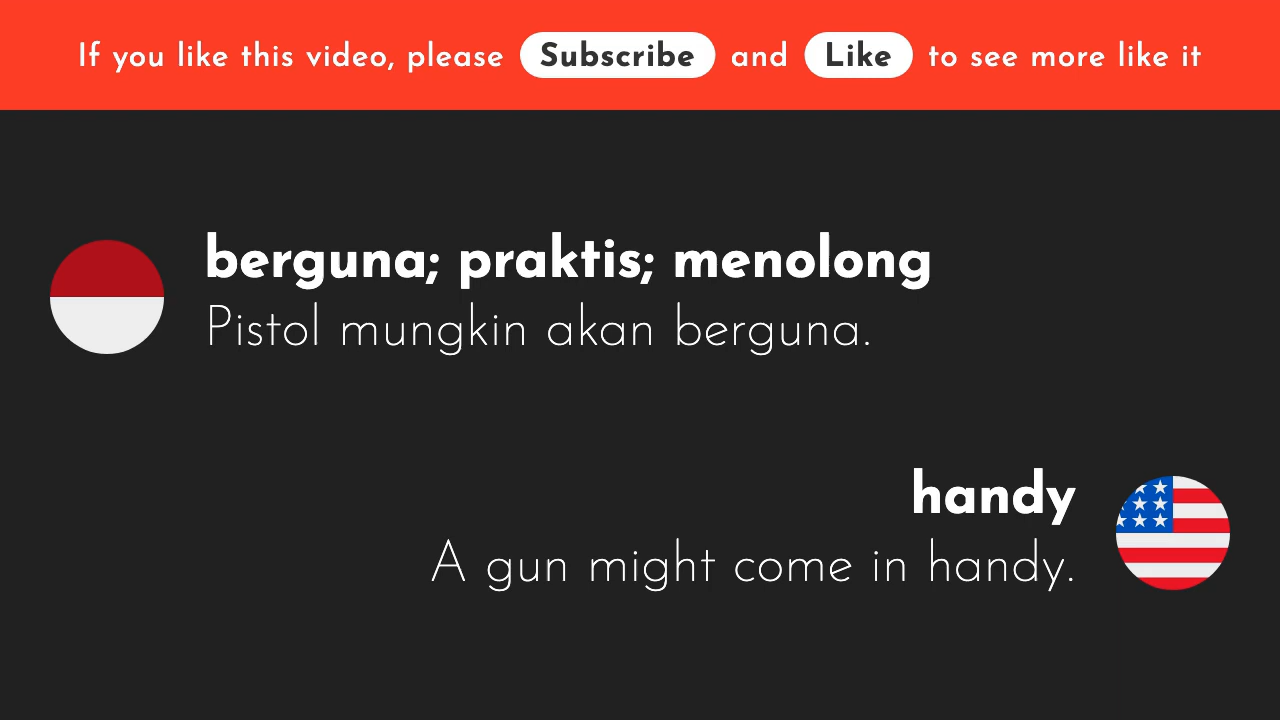 If you like this video, please Subscribe and Like to see more like it
berguna; praktis; menolong
Pistol mungkin akan berguna.
handy
A gun might come in handy.